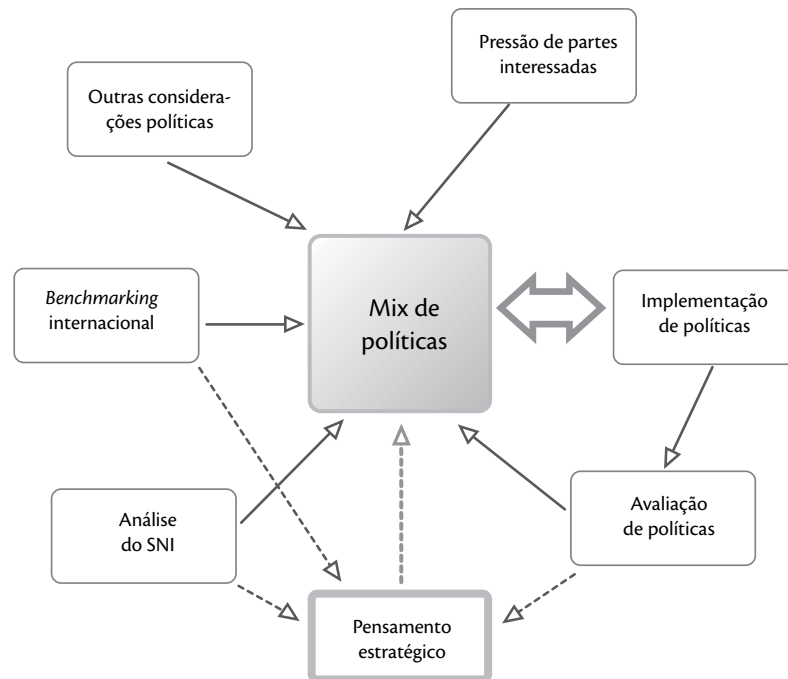 Pressão de partes
interessadas
Outras considera-
ções políticas
Benchmarking
internacional
Mix de
políticas
Implementação
de políticas
Análise
do SNI
Avaliação
de políticas
Pensamento
estratégico